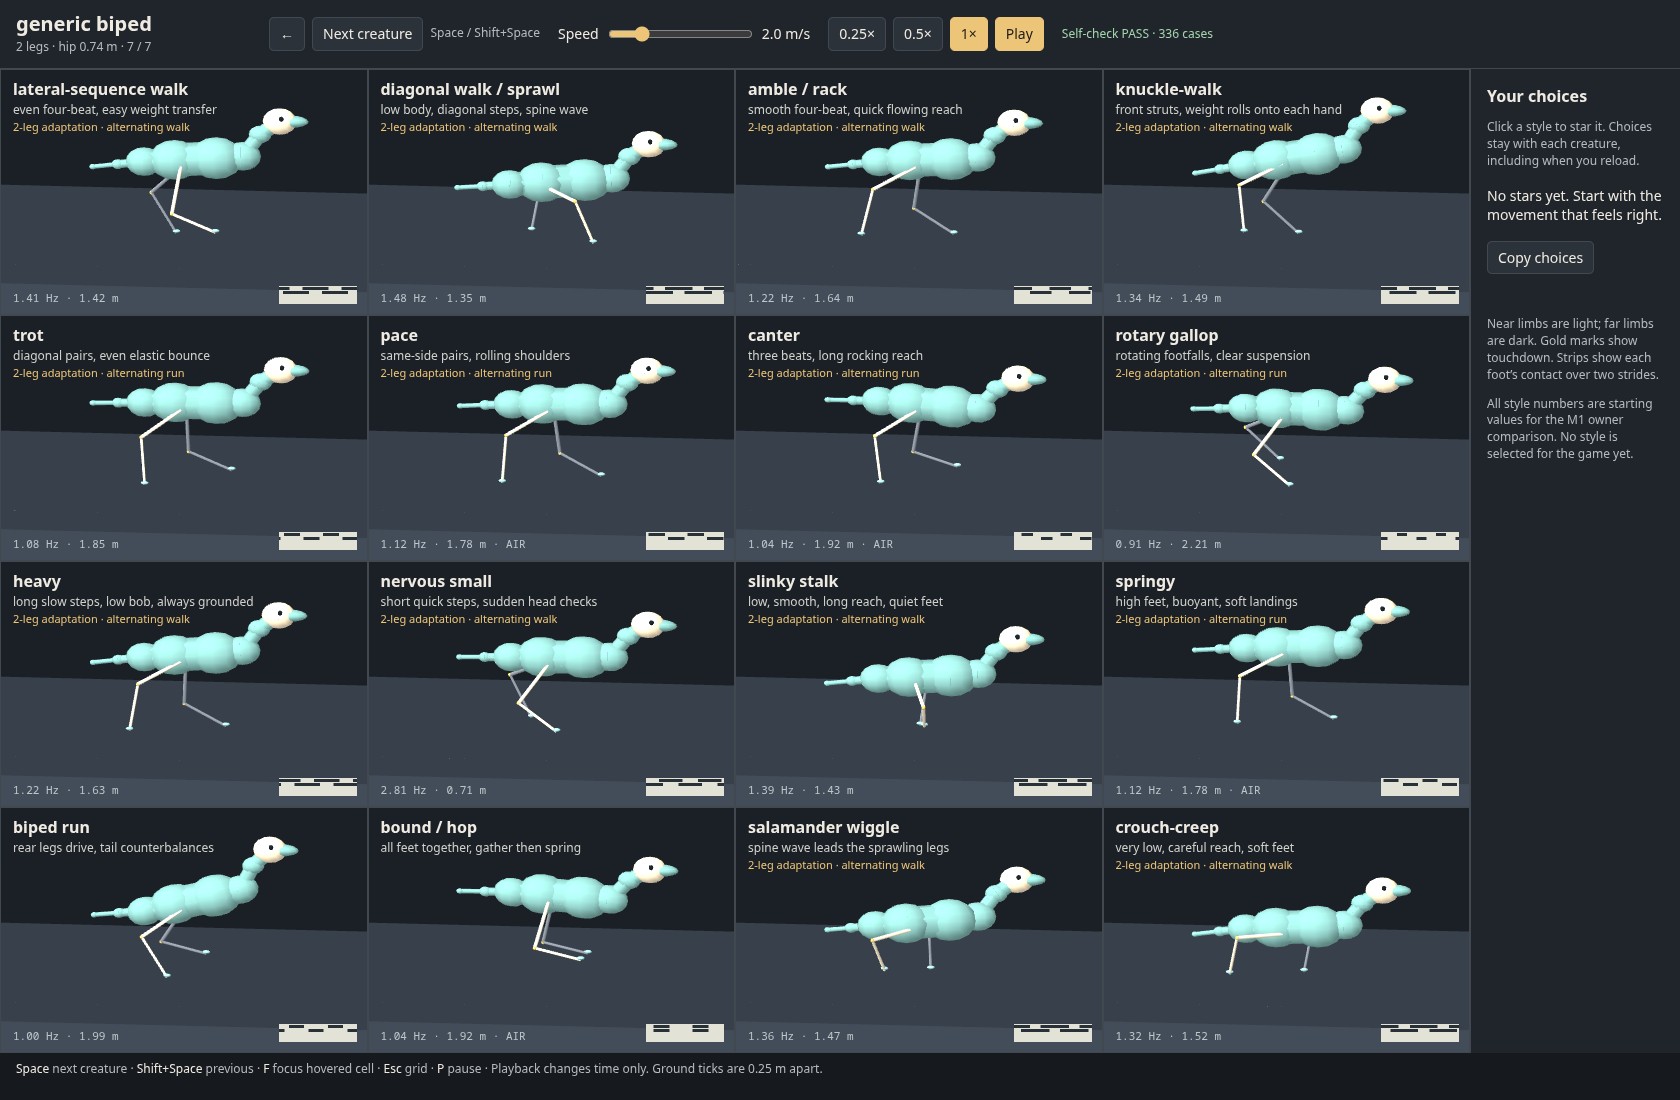 generic biped
2 legs · hip 0.74 m · 7 / 7
←
Next creature
Space / Shift+Space
Speed
2.0 m/s
0.25×
0.5×
1×
Play
Self-check PASS · 336 cases
lateral-sequence walk
even four-beat, easy weight transfer
2-leg adaptation · alternating walk
1.41 Hz · 1.42 m
diagonal walk / sprawl
low body, diagonal steps, spine wave
2-leg adaptation · alternating walk
1.48 Hz · 1.35 m
amble / rack
smooth four-beat, quick flowing reach
2-leg adaptation · alternating walk
1.22 Hz · 1.64 m
knuckle-walk
front struts, weight rolls onto each hand
2-leg adaptation · alternating walk
1.34 Hz · 1.49 m
trot
diagonal pairs, even elastic bounce
2-leg adaptation · alternating run
1.08 Hz · 1.85 m
pace
same-side pairs, rolling shoulders
2-leg adaptation · alternating run
1.12 Hz · 1.78 m · AIR
canter
three beats, long rocking reach
2-leg adaptation · alternating run
1.04 Hz · 1.92 m · AIR
rotary gallop
rotating footfalls, clear suspension
2-leg adaptation · alternating run
0.91 Hz · 2.21 m
heavy
long slow steps, low bob, always grounded
2-leg adaptation · alternating walk
1.22 Hz · 1.63 m
nervous small
short quick steps, sudden head checks
2-leg adaptation · alternating walk
2.81 Hz · 0.71 m
slinky stalk
low, smooth, long reach, quiet feet
2-leg adaptation · alternating walk
1.39 Hz · 1.43 m
springy
high feet, buoyant, soft landings
2-leg adaptation · alternating run
1.12 Hz · 1.78 m · AIR
biped run
rear legs drive, tail counterbalances
1.00 Hz · 1.99 m
bound / hop
all feet together, gather then spring
1.04 Hz · 1.92 m · AIR
salamander wiggle
spine wave leads the sprawling legs
2-leg adaptation · alternating walk
1.36 Hz · 1.47 m
crouch-creep
very low, careful reach, soft feet
2-leg adaptation · alternating walk
1.32 Hz · 1.52 m
Your choices
Click a style to star it. Choices
stay with each creature,
including when you reload.
No stars yet. Start with the
movement that feels right.
Copy choices
Near limbs are light; far limbs
are dark. Gold marks show
touchdown. Strips show each
foot's contact over two strides.
All style numbers are starting
values for the M1 owner
comparison. No style is
selected for the game yet.
Space next creature · Shift+Space previous · F focus hovered cell · Esc grid · P pause · Playback changes time only. Ground ticks are 0.25 m apart.